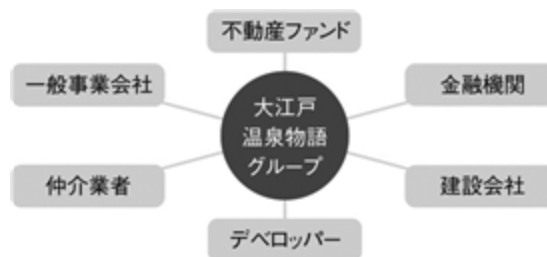 不動産ファンド
一般事業会社
金融機関
大江戸
温泉物語
グループ
仲介業者
建設会社
デベロッパー